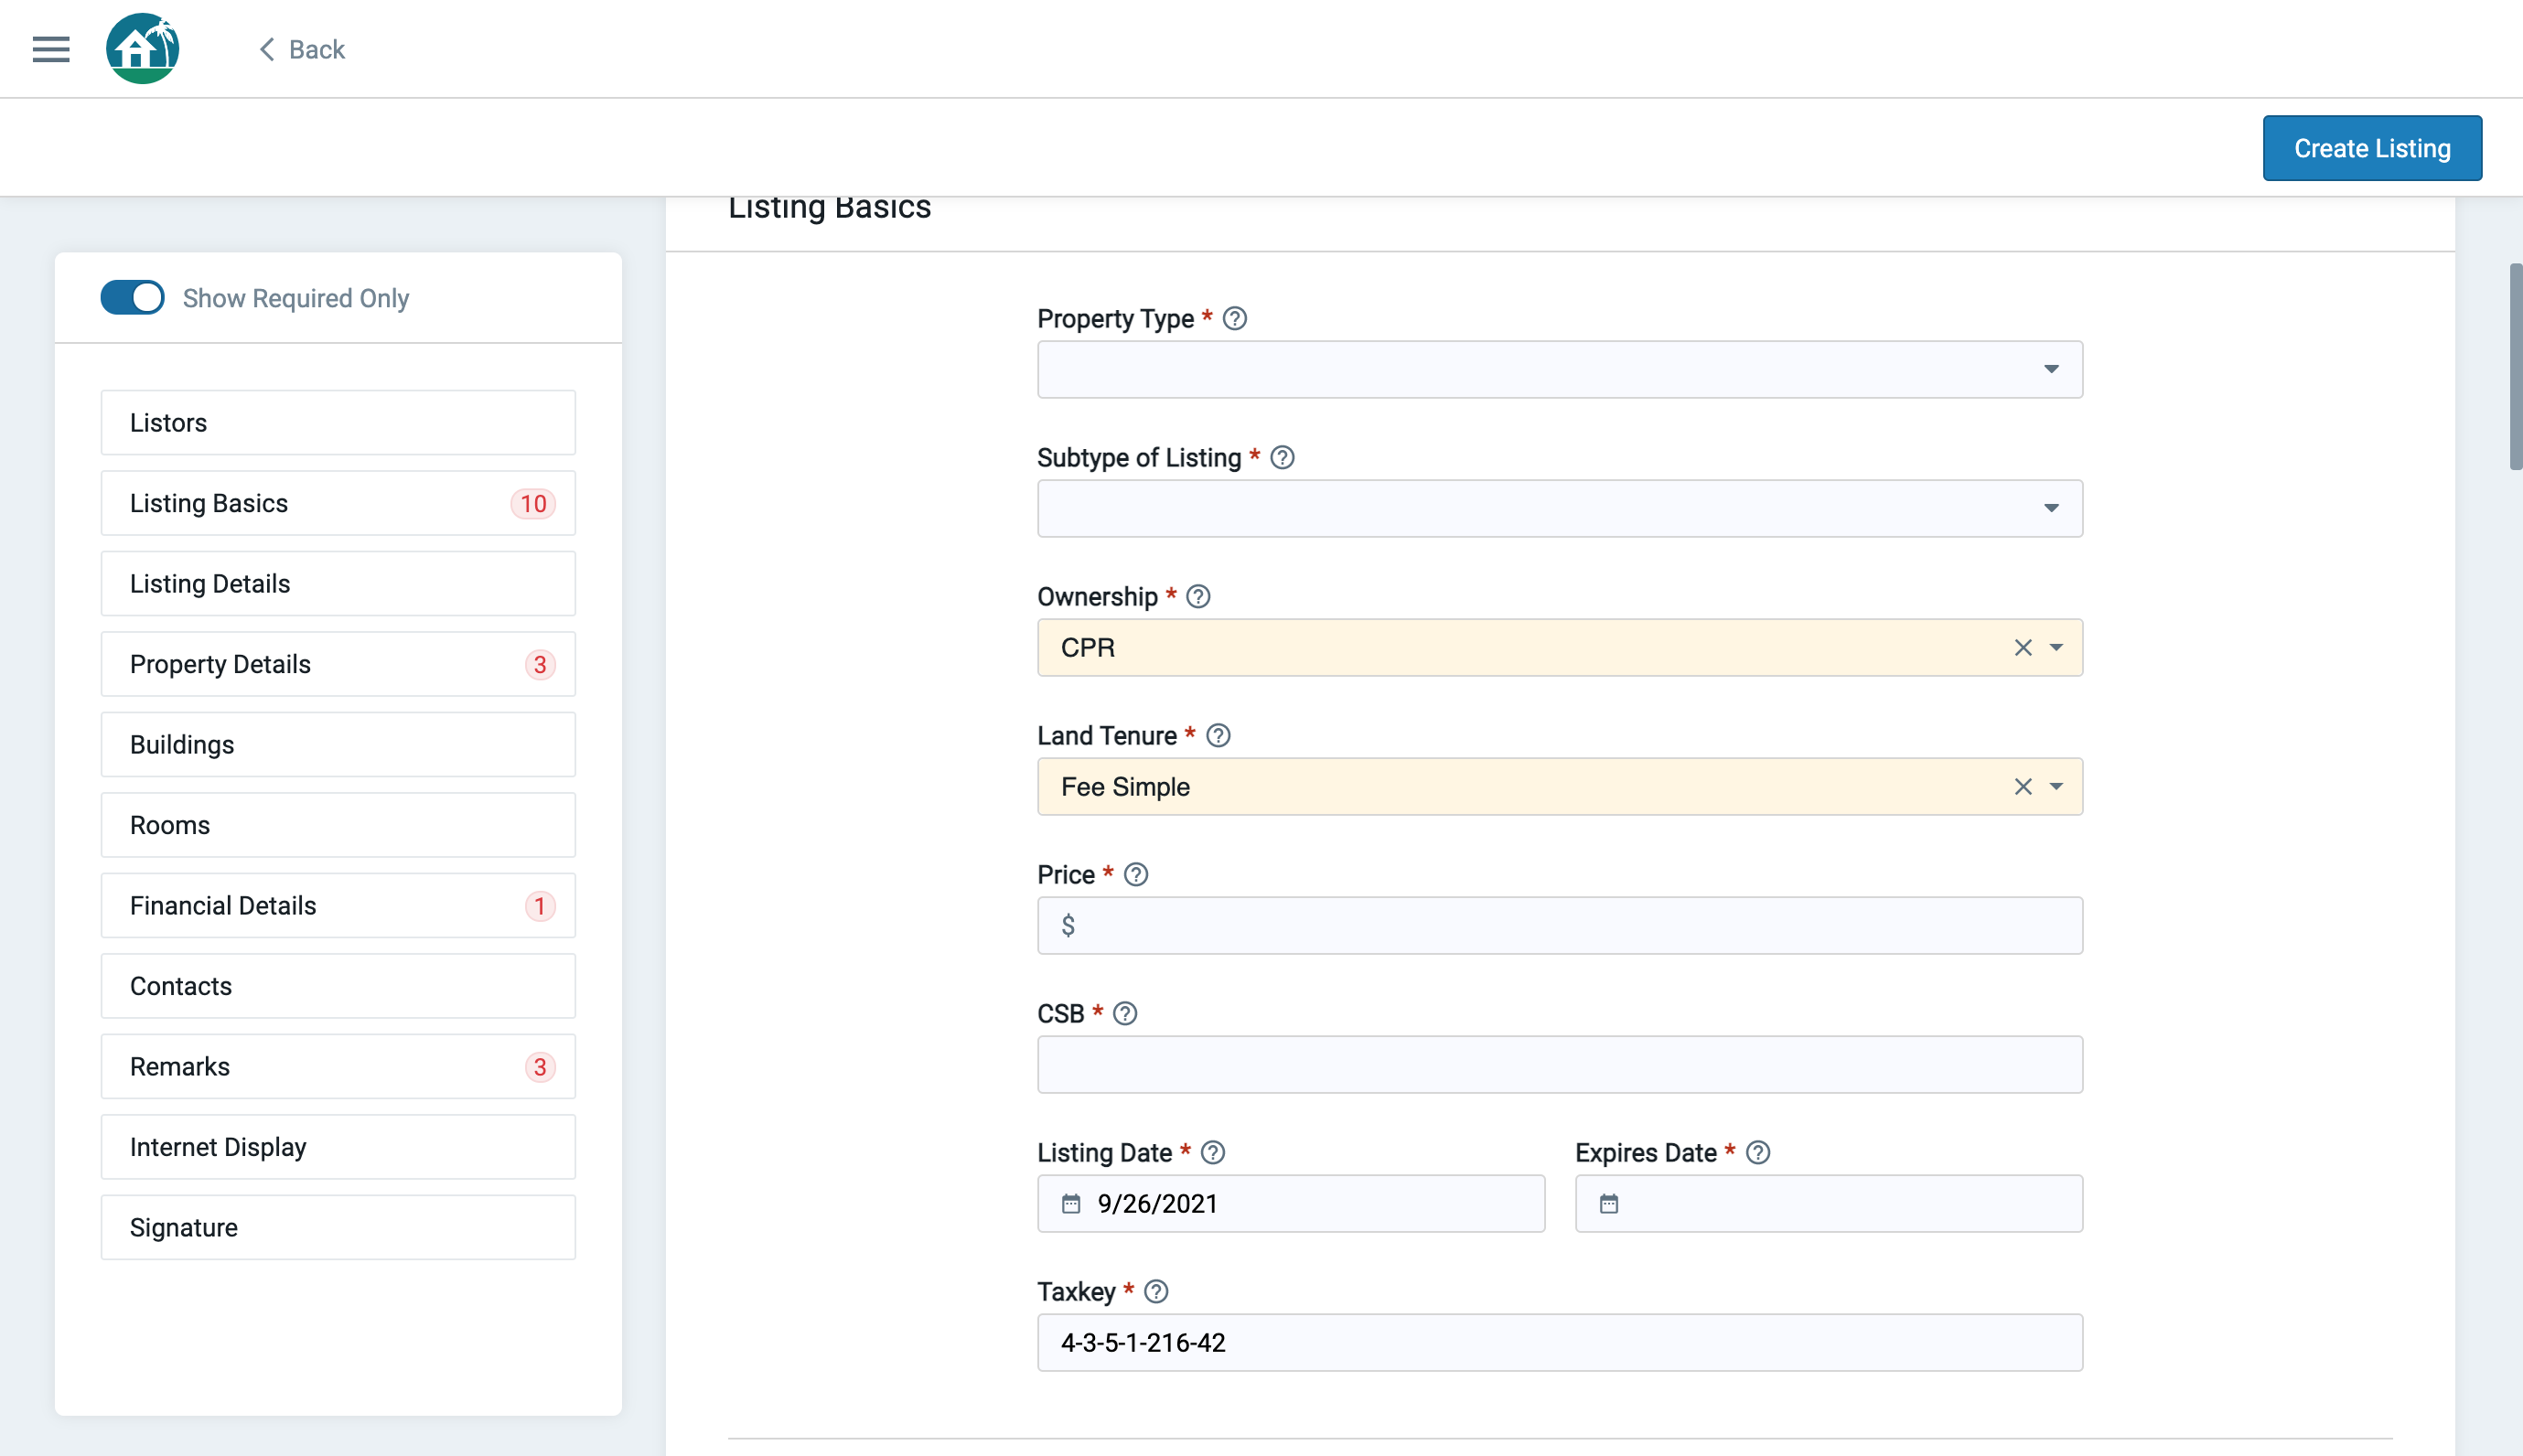 Back
Create Listing
Listing Basics
Show Required Only
Listors
Listing Basics 10
Listing Details
Property Details 3
Buildings
Rooms
Financial Details 1
Contacts
Remarks 3
Internet Display
Signature
Property Type * ?
Subtype of Listing * ?
Ownership * ?
CPR
Land Tenure * ?
Fee Simple
Price * ?
$
CSB * ?
Listing Date * ? Expires Date * ?
9/26/2021
Taxkey * ?
4-3-5-1-216-42